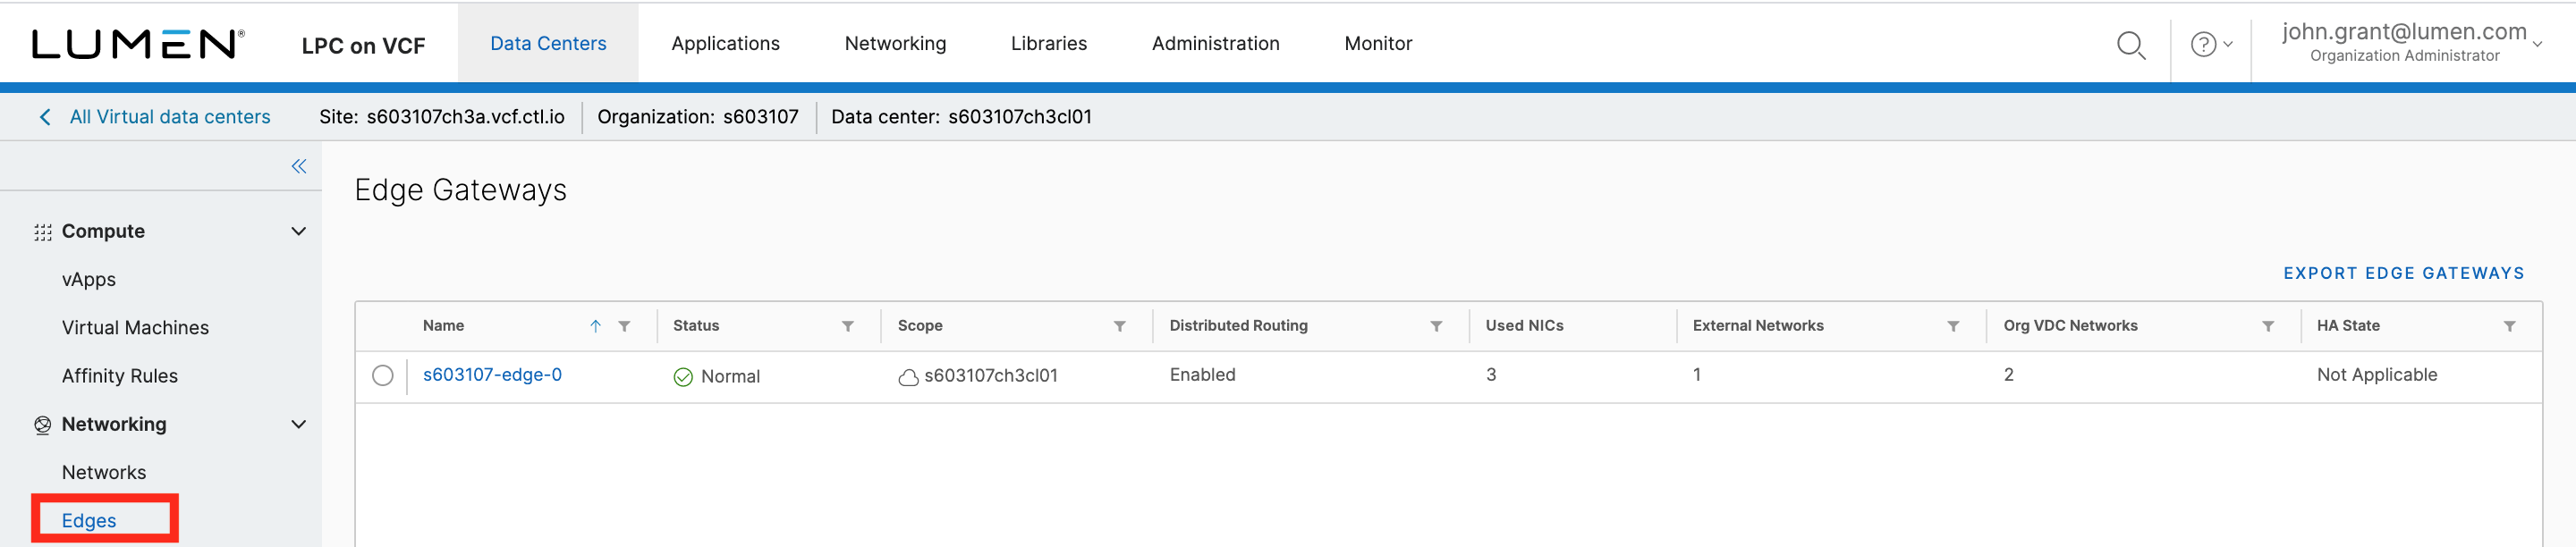 LUMEN® LPC on VCF Data Centers Applications Networking Libraries Administration Monitor ? john.grant@lumen.com
Organization Administrator
All Virtual data centers Site: s603107ch3a.vcf.ctl.io Organization: s603107 Data center: s603107ch3cl01
Edge Gateways
Compute
vApps
Virtual Machines
Affinity Rules
Networking
Networks
Edges
EXPORT EDGE GATEWAYS
Name Status Scope Distributed Routing Used NICs External Networks Org VDC Networks HA State
s603107-edge-0 Normal s603107ch3cl01 Enabled 3 1 2 Not Applicable